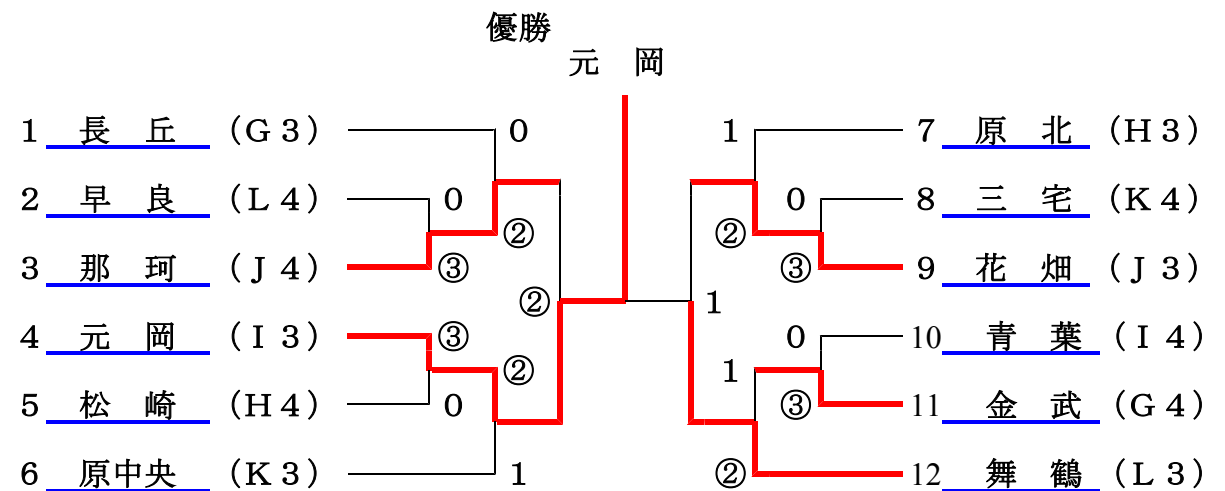 優勝
元　岡
1　長　丘　（Ｇ３）　0　1　7　原　北　（Ｈ３）
2　早　良　（Ｌ４）　0　0　8　三　宅　（Ｋ４）
②　②
3　那　珂　（Ｊ４）　③　③　9　花　畑　（Ｊ３）
②　1
4　元　岡　（Ｉ３）　③　0　10　青　葉　（Ｉ４）
②　1
5　松　崎　（Ｈ４）　0　③　11　金　武　（Ｇ４）
6　原中央　（Ｋ３）　1　②　12　舞　鶴　（Ｌ３）